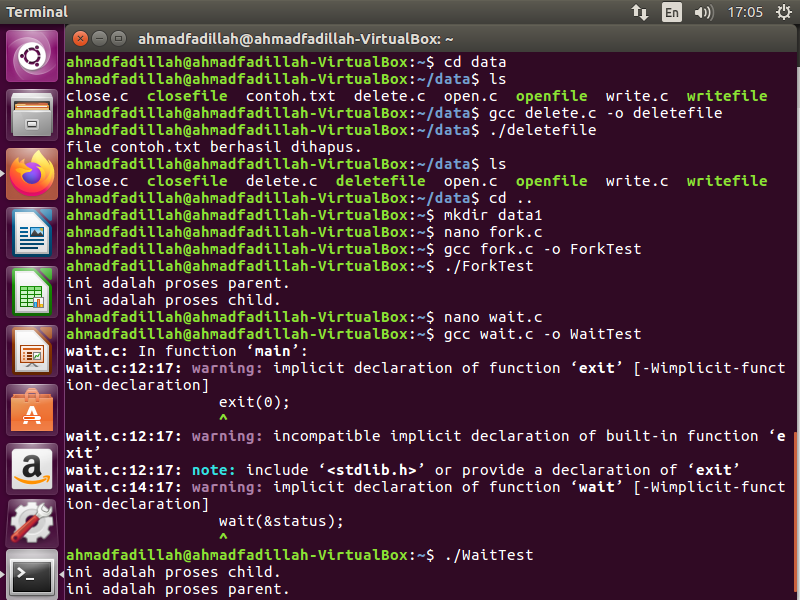 Terminal
En
17:05
ahmadfadillah@ahmadfadillah-VirtualBox: ~
ahmadfadillah@ahmadfadillah-VirtualBox:~$ cd data
ahmadfadillah@ahmadfadillah-VirtualBox:~/data$ ls
close.c closefile contoh.txt delete.c open.c openfile write.c writefile
ahmadfadillah@ahmadfadillah-VirtualBox:~/data$ gcc delete.c -o deletefile
ahmadfadillah@ahmadfadillah-VirtualBox:~/data$ ./deletefile
file contoh.txt berhasil dihapus.
ahmadfadillah@ahmadfadillah-VirtualBox:~/data$ ls
close.c closefile delete.c deletefile open.c openfile write.c writefile
ahmadfadillah@ahmadfadillah-VirtualBox:~/data$ cd ..
ahmadfadillah@ahmadfadillah-VirtualBox:~$ mkdir data1
ahmadfadillah@ahmadfadillah-VirtualBox:~$ nano fork.c
ahmadfadillah@ahmadfadillah-VirtualBox:~$ gcc fork.c -o ForkTest
ahmadfadillah@ahmadfadillah-VirtualBox:~$ ./ForkTest
ini adalah proses parent.
ini adalah proses child.
ahmadfadillah@ahmadfadillah-VirtualBox:~$ nano wait.c
ahmadfadillah@ahmadfadillah-VirtualBox:~$ gcc wait.c -o WaitTest
wait.c: In function ‘main’:
wait.c:12:17: warning: implicit declaration of function ‘exit’ [-Wimplicit-funct
ion-declaration]
exit(0);
^
wait.c:12:17: warning: incompatible implicit declaration of built-in function ‘e
xit’
wait.c:12:17: note: include ‘<stdlib.h>’ or provide a declaration of ‘exit’
wait.c:14:17: warning: implicit declaration of function ‘wait’ [-Wimplicit-funct
ion-declaration]
wait(&status);
^
ahmadfadillah@ahmadfadillah-VirtualBox:~$ ./WaitTest
ini adalah proses child.
ini adalah proses parent.